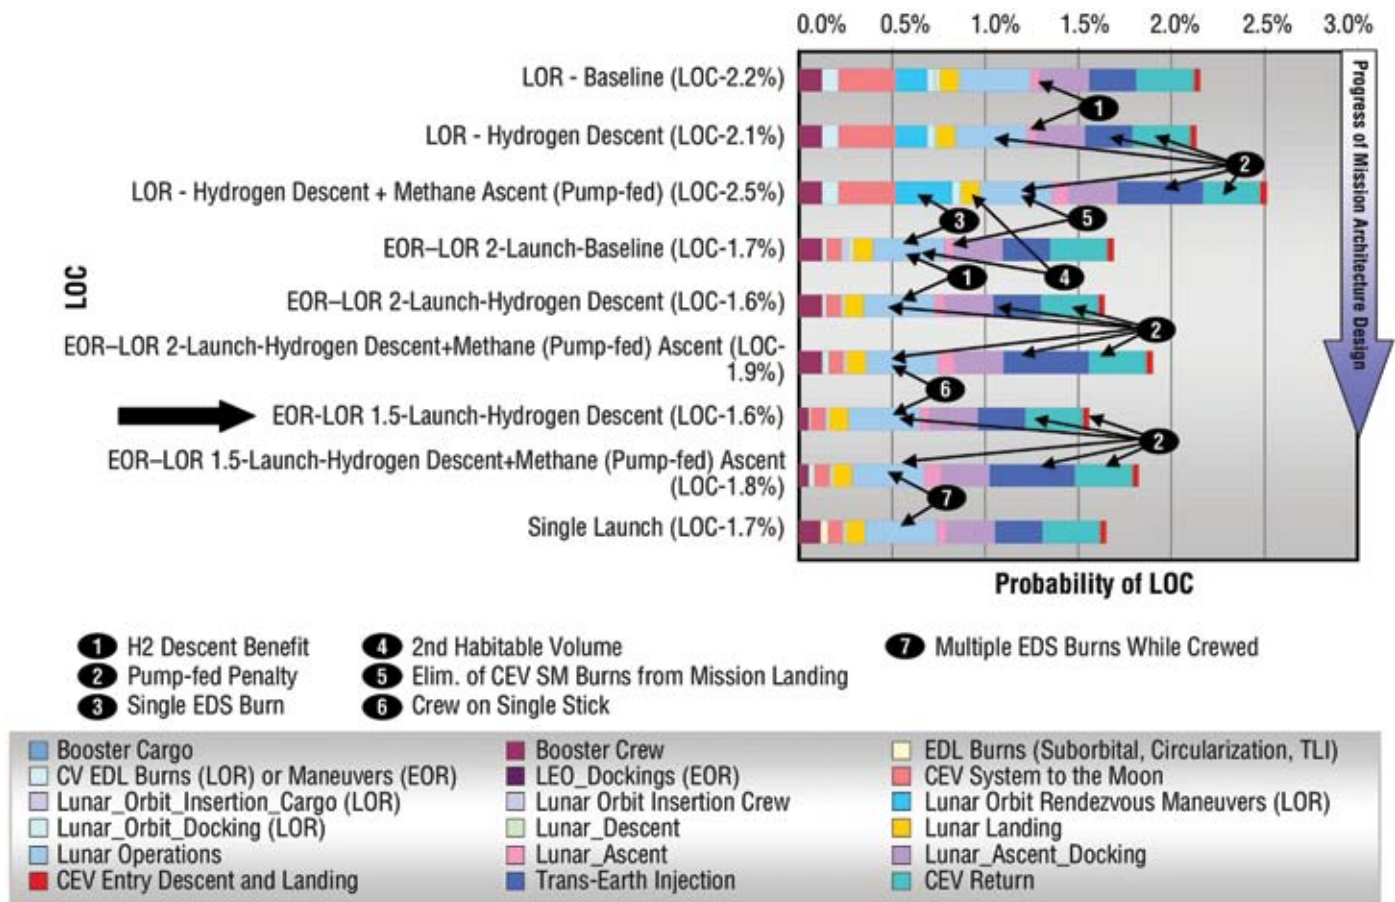 0.0% 0.5% 1.0% 1.5% 2.0% 2.5% 3.0%
LOR - Baseline (LOC-2.2%)
1
LOR - Hydrogen Descent (LOC-2.1%)
2
LOR - Hydrogen Descent + Methane Ascent (Pump-fed) (LOC-2.5%)
3 5
EOR–LOR 2-Launch-Baseline (LOC-1.7%)
1 4
EOR–LOR 2-Launch-Hydrogen Descent (LOC-1.6%)
2
EOR–LOR 2-Launch-Hydrogen Descent+Methane (Pump-fed) Ascent (LOC-
1.9%)
6
EOR-LOR 1.5-Launch-Hydrogen Descent (LOC-1.6%)
2
EOR–LOR 1.5-Launch-Hydrogen Descent+Methane (Pump-fed) Ascent
(LOC-1.8%)
7
Single Launch (LOC-1.7%)
LOC
Progress of Mission Architecture Design
Probability of LOC
1 H2 Descent Benefit
2 Pump-fed Penalty
3 Single EDS Burn
4 2nd Habitable Volume
5 Elim. of CEV SM Burns from Mission Landing
6 Crew on Single Stick
7 Multiple EDS Burns While Crewed
Booster Cargo
CV EDL Burns (LOR) or Maneuvers (EOR)
Lunar_Orbit_Insertion_Cargo (LOR)
Lunar_Orbit_Docking (LOR)
Lunar Operations
CEV Entry Descent and Landing
Booster Crew
LEO_Dockings (EOR)
Lunar Orbit Insertion Crew
Lunar_Descent
Lunar_Ascent
Trans-Earth Injection
EDL Burns (Suborbital, Circularization, TLI)
CEV System to the Moon
Lunar Orbit Rendezvous Maneuvers (LOR)
Lunar Landing
Lunar_Ascent_Docking
CEV Return